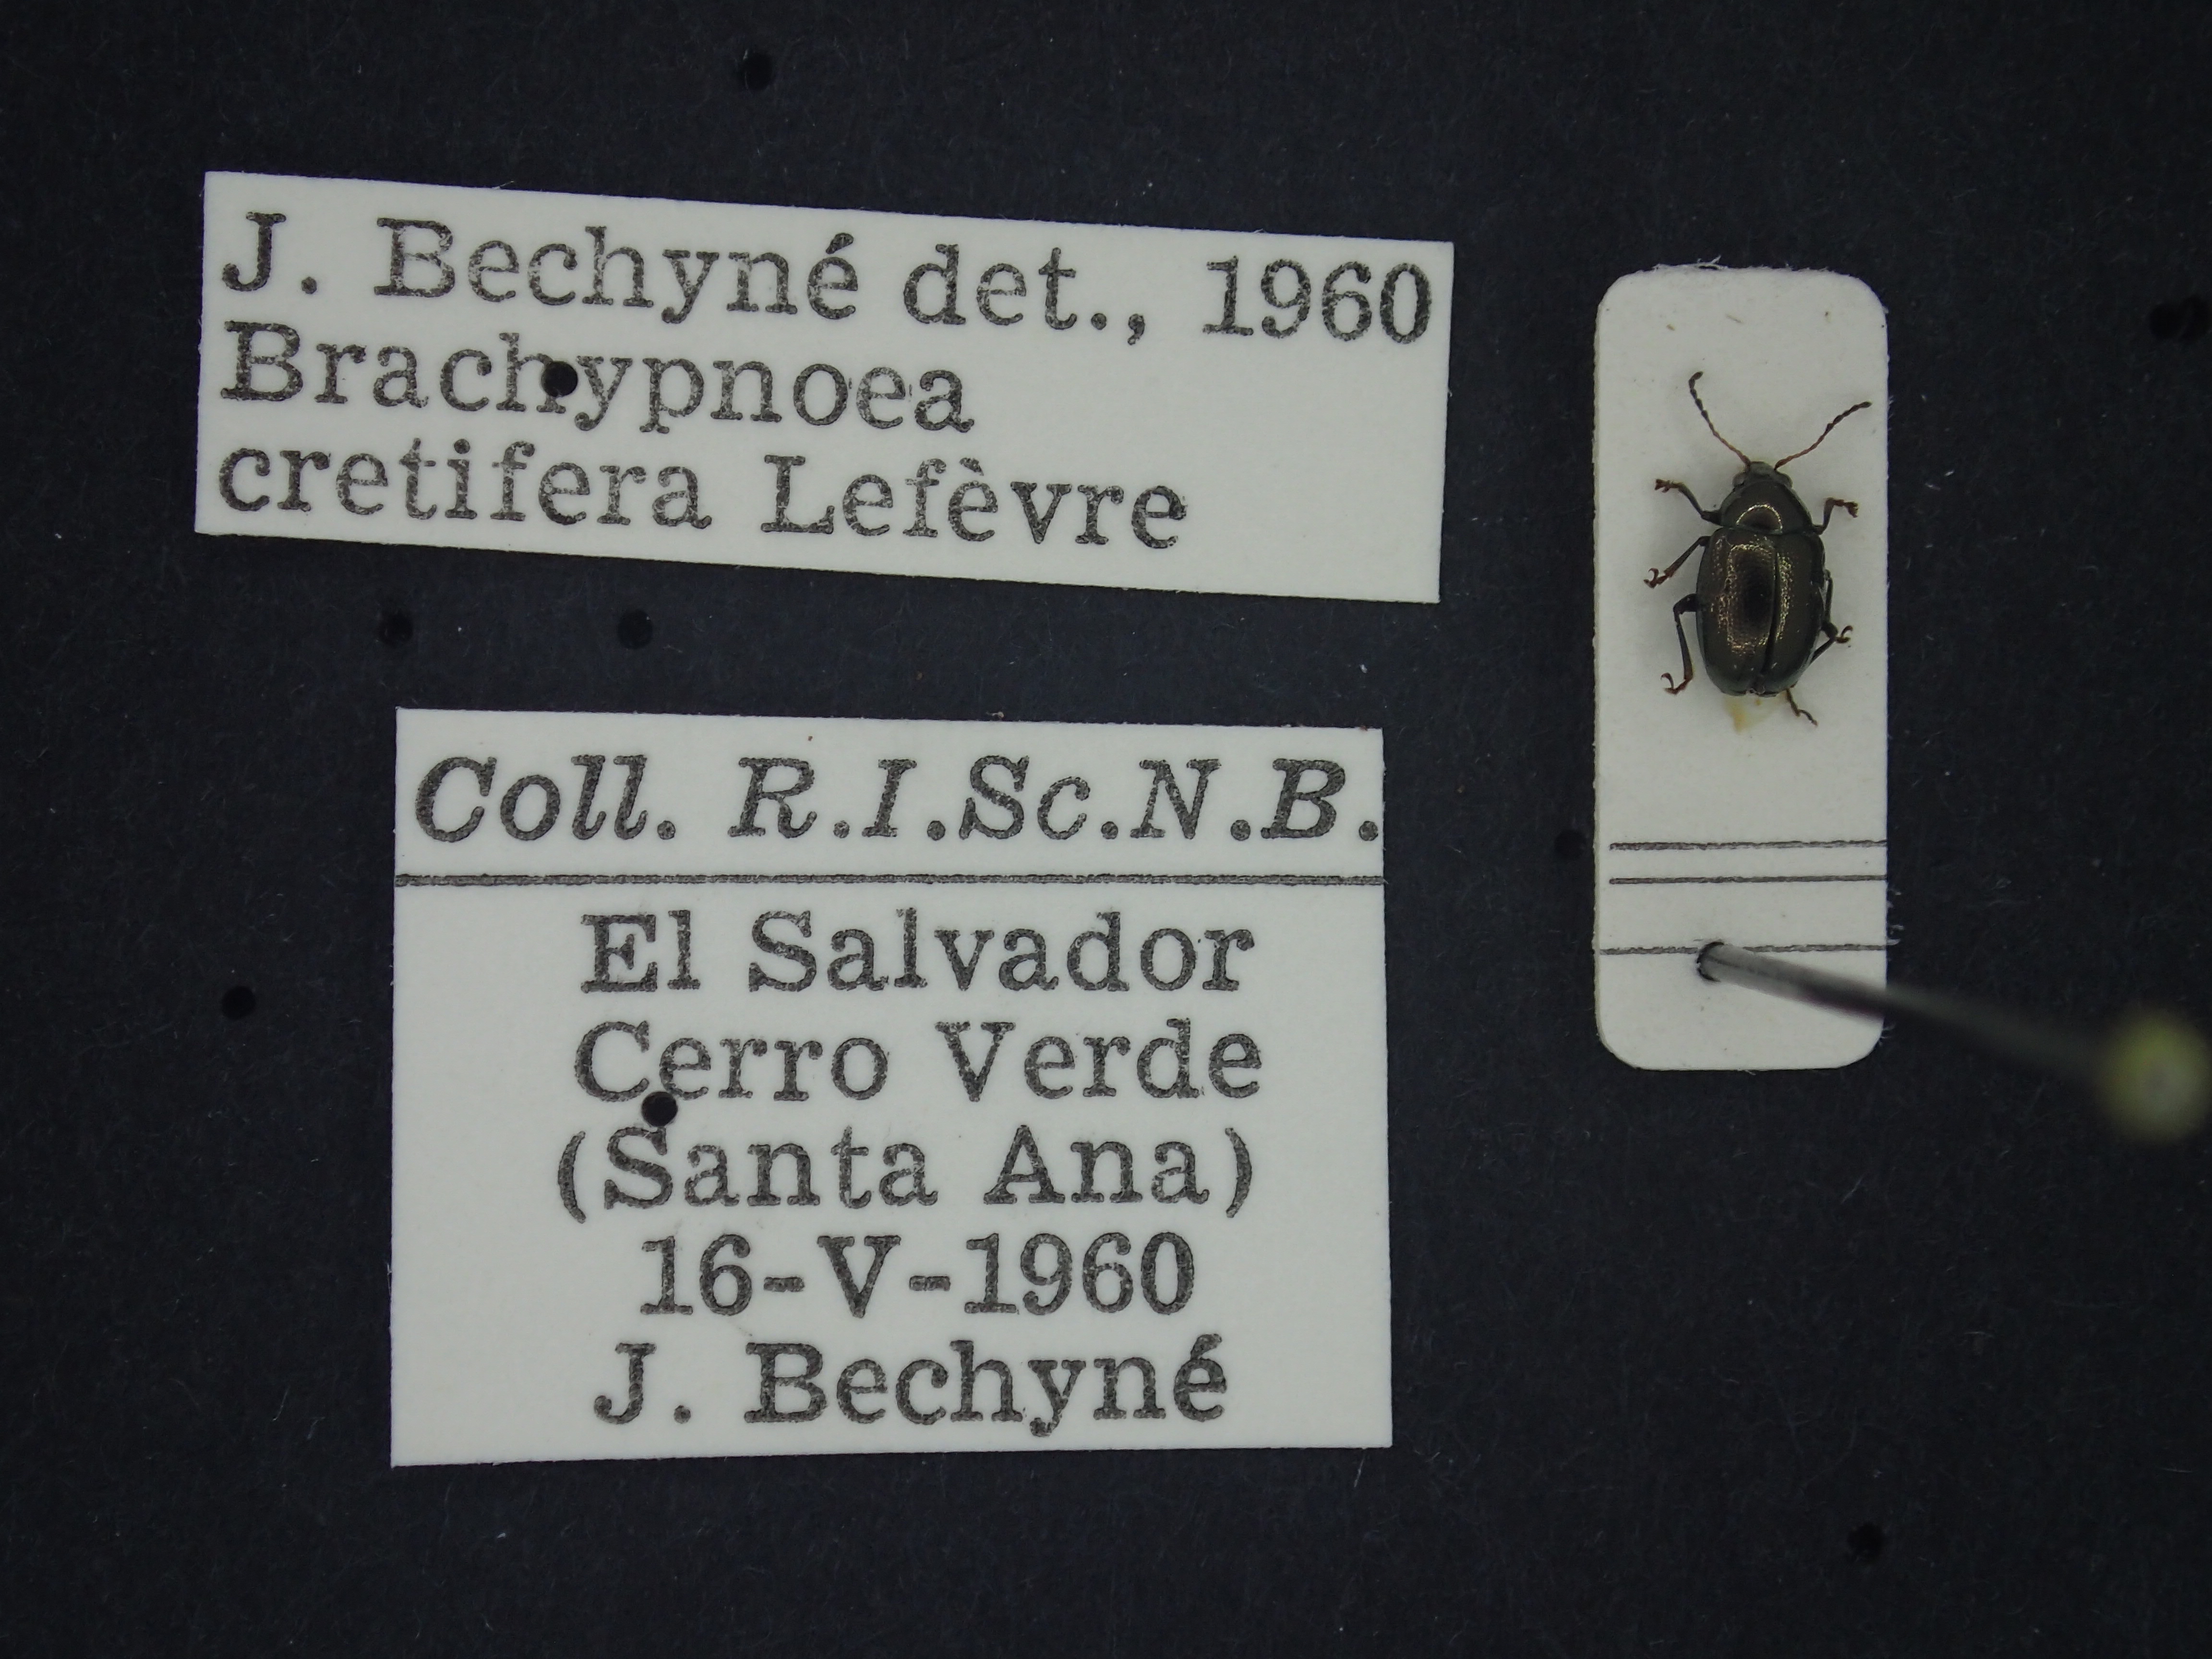 J. Bechyné det., 1960
Brachypnoea
cretifera Lefèvre
Coll. R.I.Sc.N.B.
El Salvador
Cerro Verde
(Santa Ana)
16-V-1960
J. Bechyné